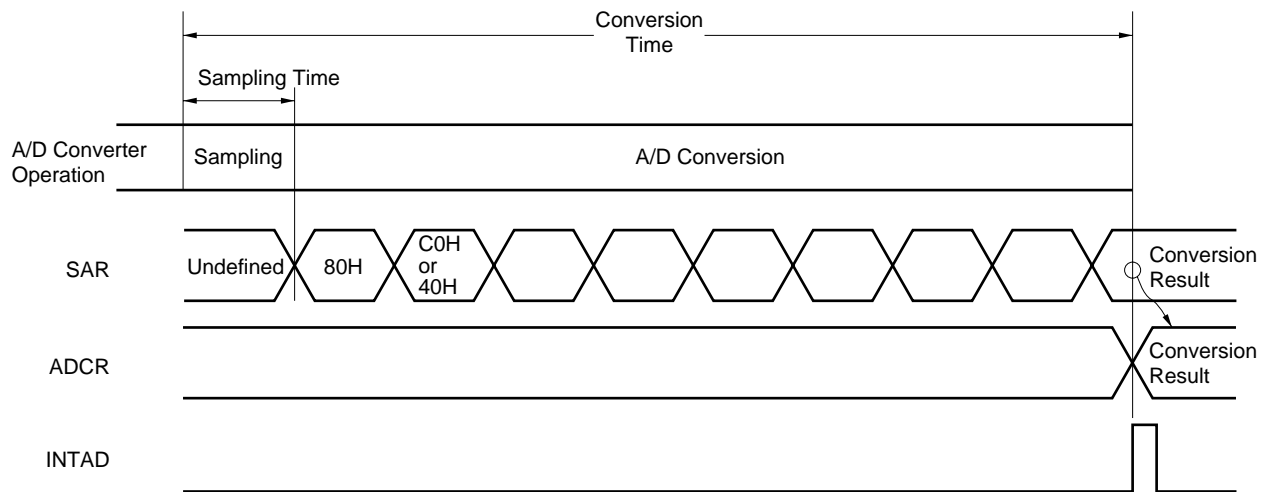 Conversion
Time
Sampling Time
A/D Converter
Operation
Sampling
A/D Conversion
SAR
Undefined
80H
C0H
or
40H
Conversion
Result
ADCR
Conversion
Result
INTAD